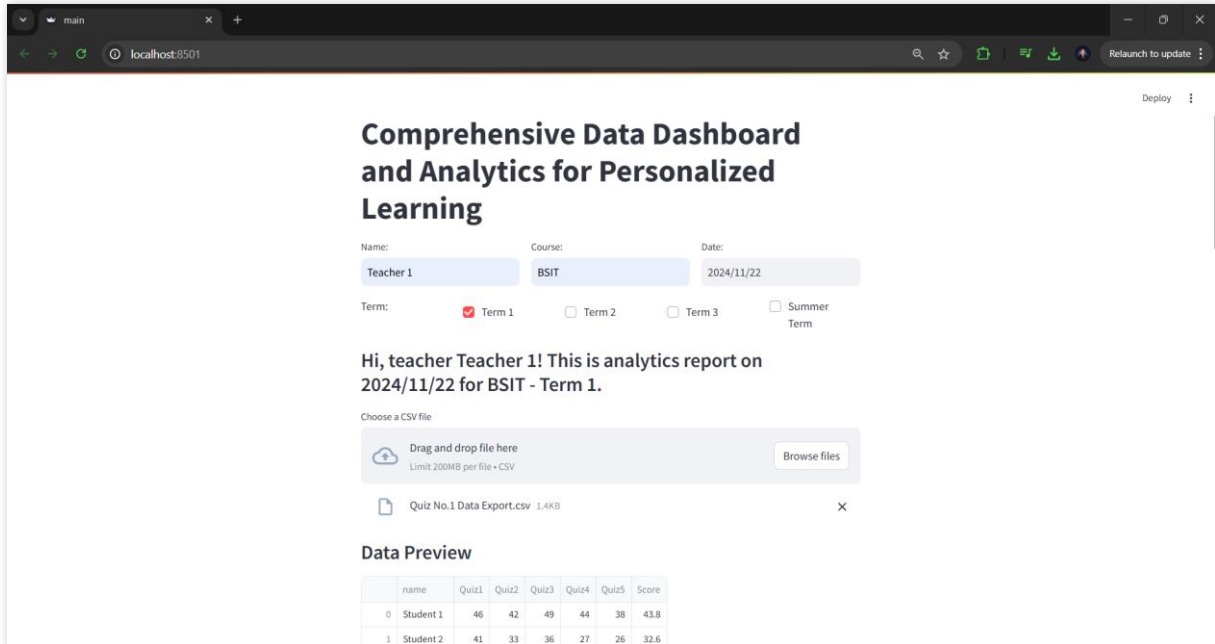 main
localhost:8501
Relaunch to update
Deploy
Comprehensive Data Dashboard
and Analytics for Personalized
Learning
Name: Course: Date:
Teacher 1 BSIT 2024/11/22
Term: Term 1 Term 2 Term 3 Summer
Term
Hi, teacher Teacher 1! This is analytics report on
2024/11/22 for BSIT - Term 1.
Choose a CSV file
Drag and drop file here
Limit 200MB per file • CSV
Browse files
Quiz No.1 Data Export.csv 1.4KB
Data Preview
name Quiz1 Quiz2 Quiz3 Quiz4 Quiz5 Score
0 Student 1 46 42 49 44 38 43.8
1 Student 2 41 33 36 27 26 32.6